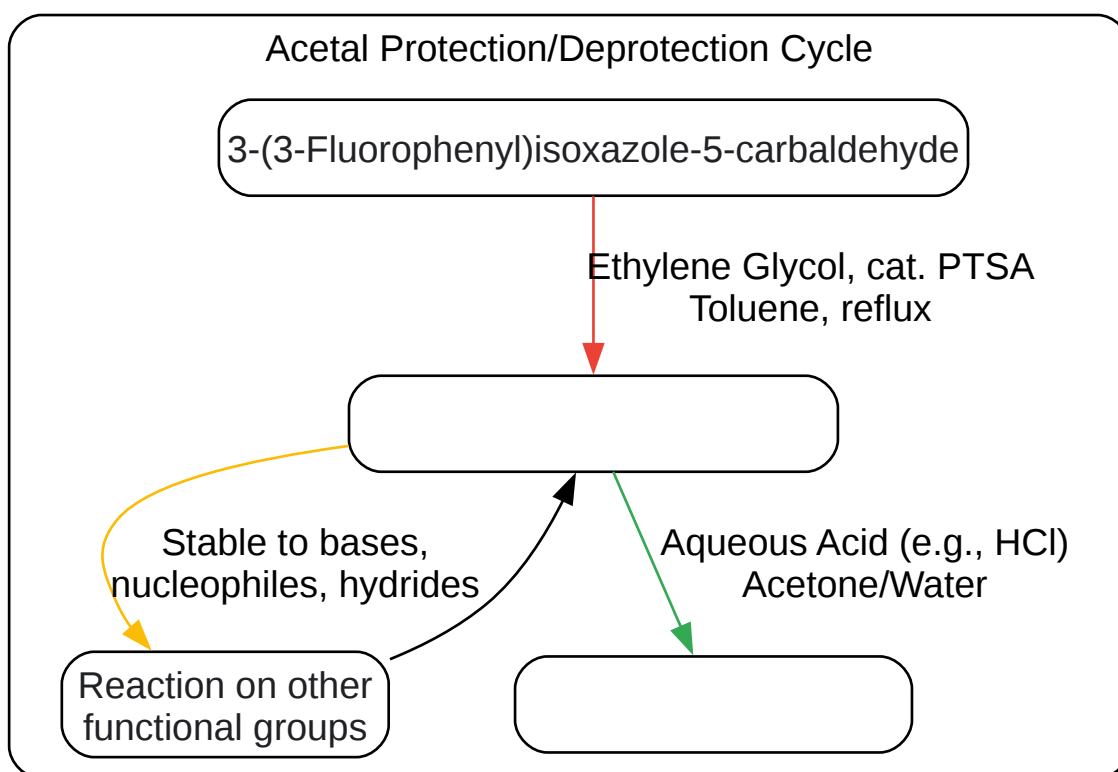 Acetal Protection/Deprotection Cycle
3-(3-Fluorophenyl)isoxazole-5-carbaldehyde
Ethylene Glycol, cat. PTSA
Toluene, reflux
Stable to bases,
nucleophiles, hydrides
Aqueous Acid (e.g., HCl)
Acetone/Water
Reaction on other
functional groups